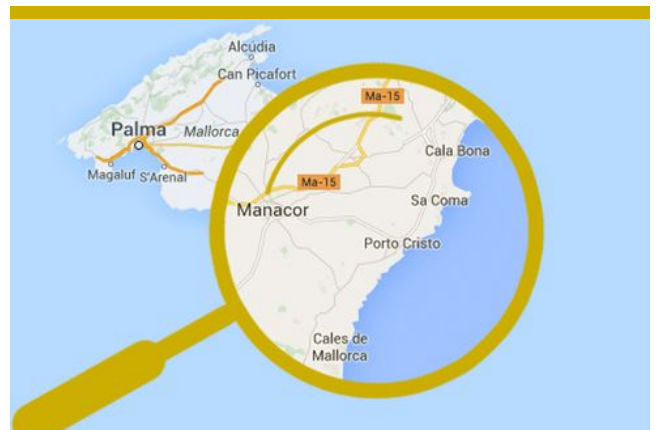 Alcúdia
Can Picafort
Ma-15
Palma
Mallorca
Cala Bona
Magaluf
S'Arenal
Ma-15
Sa Coma
Manacor
Porto Cristo
Cales de
Mallorca